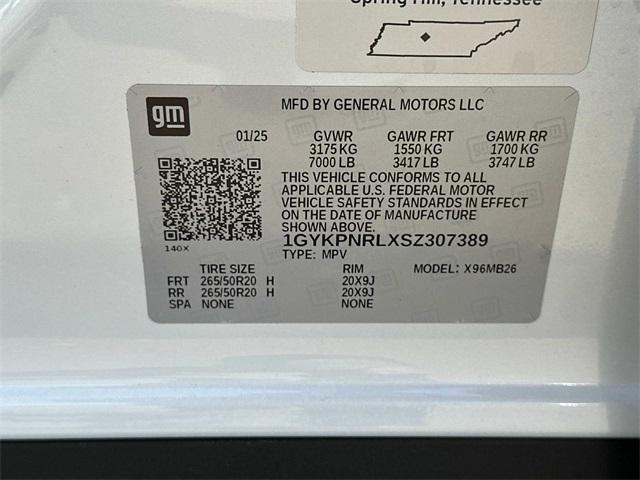 Spring Hill, Tennessee
gm
MFD BY GENERAL MOTORS LLC
01/25 GVWR GAWR FRT GAWR RR
3175 KG 1550 KG 1700 KG
7000 LB 3417 LB 3747 LB
THIS VEHICLE CONFORMS TO ALL
APPLICABLE U.S. FEDERAL MOTOR
VEHICLE SAFETY STANDARDS IN EFFECT
ON THE DATE OF MANUFACTURE
SHOWN ABOVE.
1GYKPNRLXSZ307389
140X
TYPE: MPV
TIRE SIZE RIM MODEL: X96MB26
FRT 265/50R20 H 20X9J
RR 265/50R20 H 20X9J
SPA NONE NONE